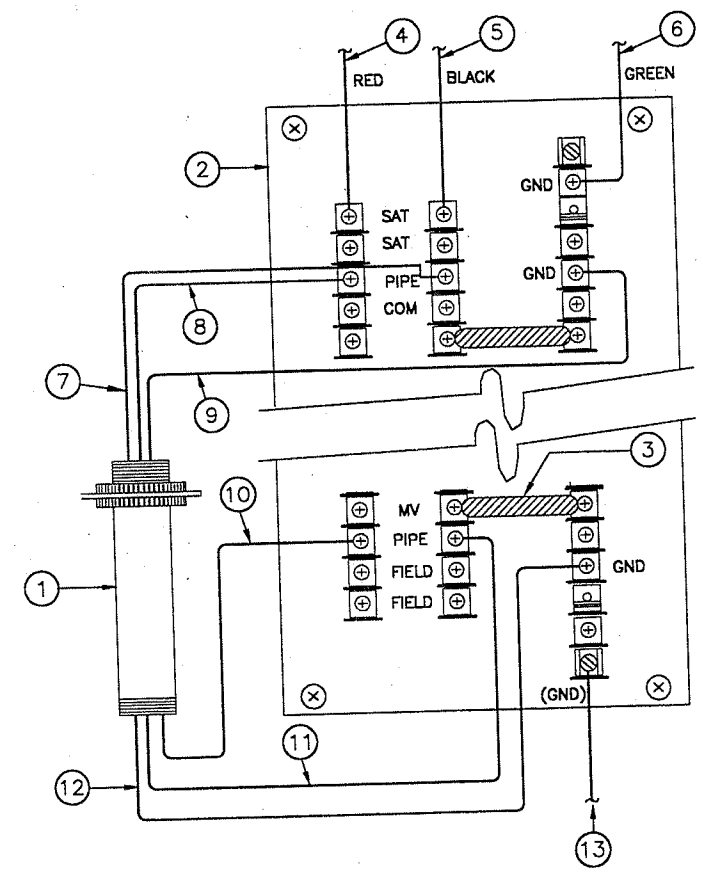 4
5
6
RED
BLACK
GREEN
2
GND
SAT
SAT
PIPE
GND
COM
8
7
9
3
10
MV
PIPE
1
FIELD
GND
FIELD
(GND)
11
12
13